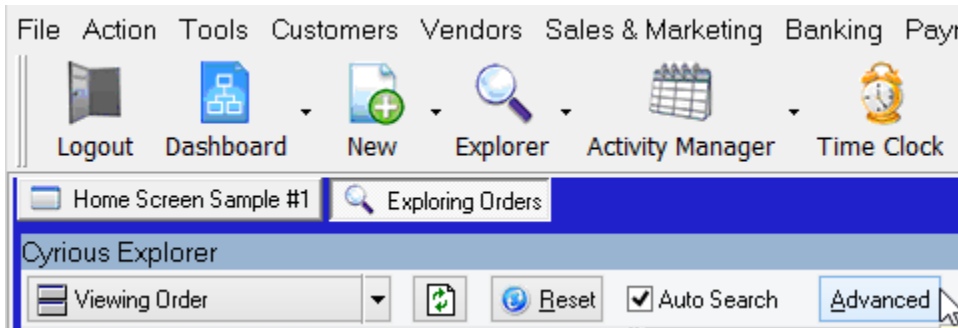 File Action Tools Customers Vendors Sales & Marketing Banking
Logout Dashboard New Explorer Activity Manager Time Clock
Home Screen Sample #1 Exploring Orders
Cyrious Explorer
Viewing Order Reset Auto Search Advanced